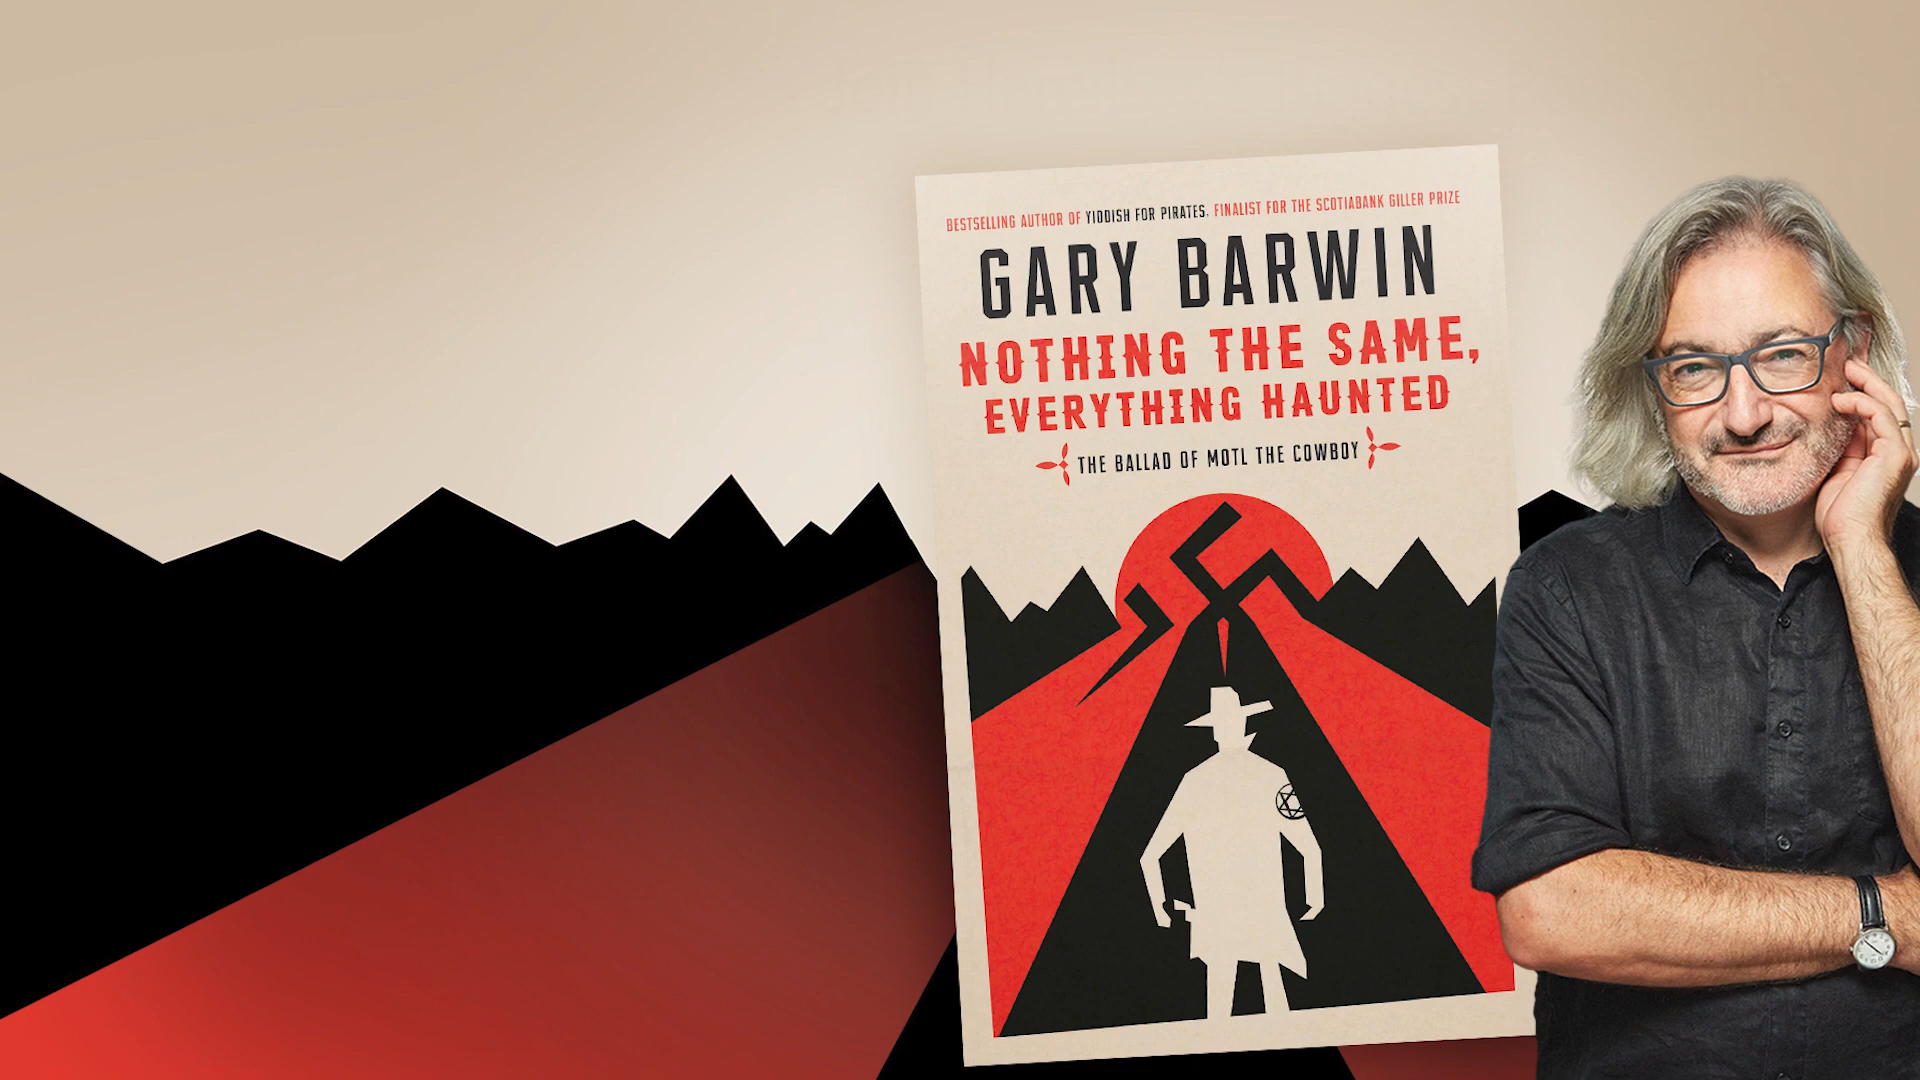 BESTSELLING AUTHOR OF YIDDISH FOR PIRATES, FINALIST FOR THE SCOTIABANK GILLER PRIZE
GARY BARWIN
NOTHING THE SAME,
EVERYTHING HAUNTED
THE BALLAD OF MOTL THE COWBOY